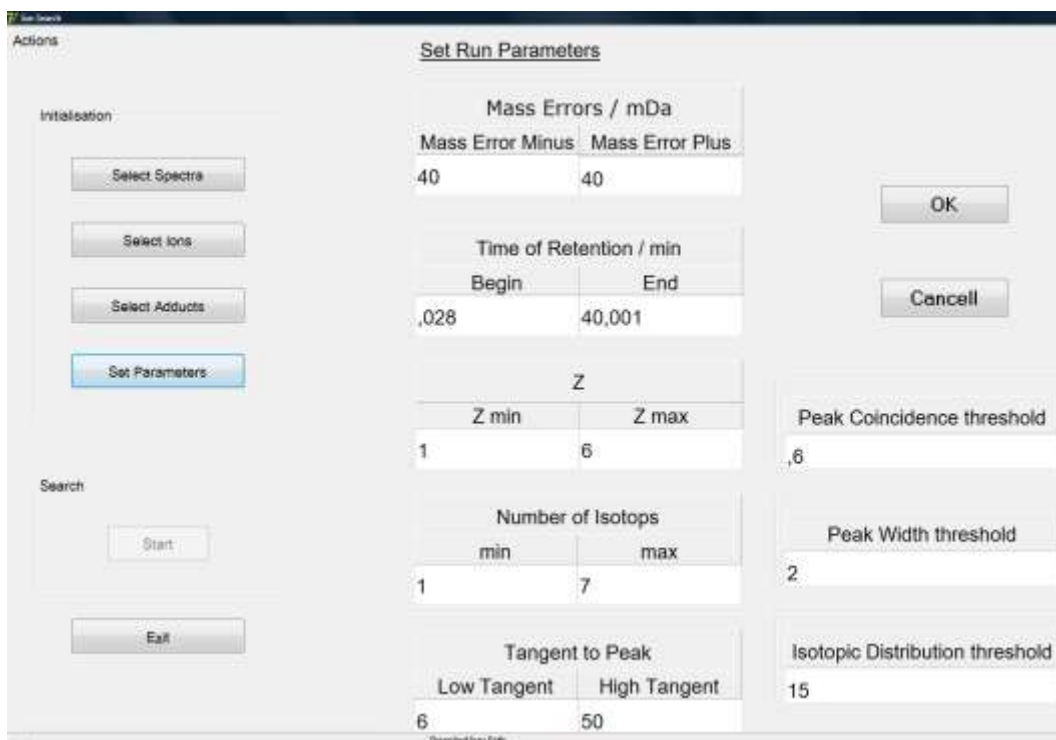 Ion Search
Actions
Initialisation
Select Spectra
Select Ions
Select Adducts
Set Parameters
Search
Start
Exit
Set Run Parameters
Mass Errors / mDa
Mass Error Minus Mass Error Plus
40 40
Time of Retention / min
Begin End
,028 40,001
Z
Z min Z max
1 6
Number of Isotops
min max
1 7
Tangent to Peak
Low Tangent High Tangent
6 50
OK
Cancell
Peak Coincidence threshold
,6
Peak Width threshold
2
Isotopic Distribution threshold
15